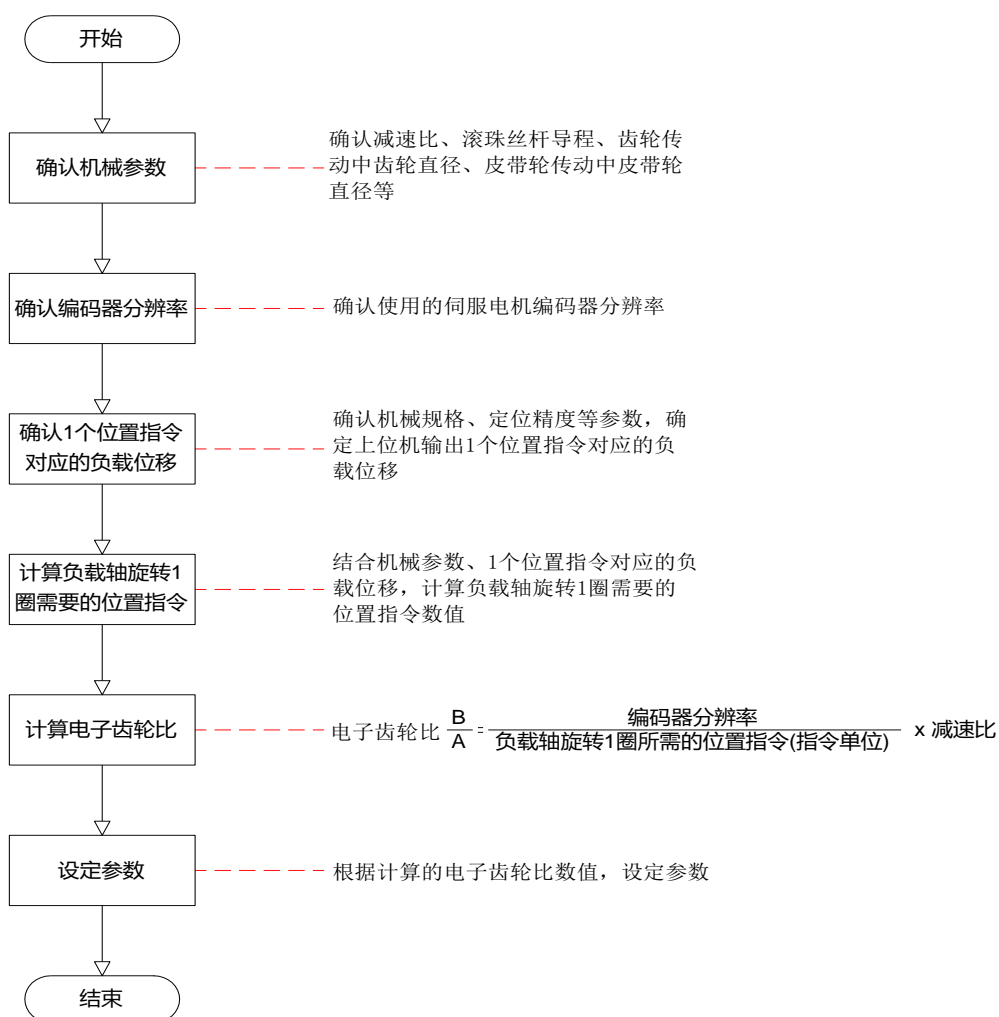 开始
确认机械参数
确认减速比、滚珠丝杆导程、齿轮传
动中齿轮直径、皮带轮传动中皮带轮
直径等
确认编码器分辨率
确认使用的伺服电机编码器分辨率
确认1个位置指令
对应的负载位移
确认机械规格、定位精度等参数，确
定上位机输出1个位置指令对应的负
载位移
计算负载轴旋转1
圈需要的位置指令
结合机械参数、1个位置指令对应的负
载位移，计算负载轴旋转1圈需要的
位置指令数值
计算电子齿轮比
电子齿轮比 B/A = 编码器分辨率/负载轴旋转1圈所需的位置指令(指令单位) x 减速比
设定参数
根据计算的电子齿轮比数值，设定参数
结束